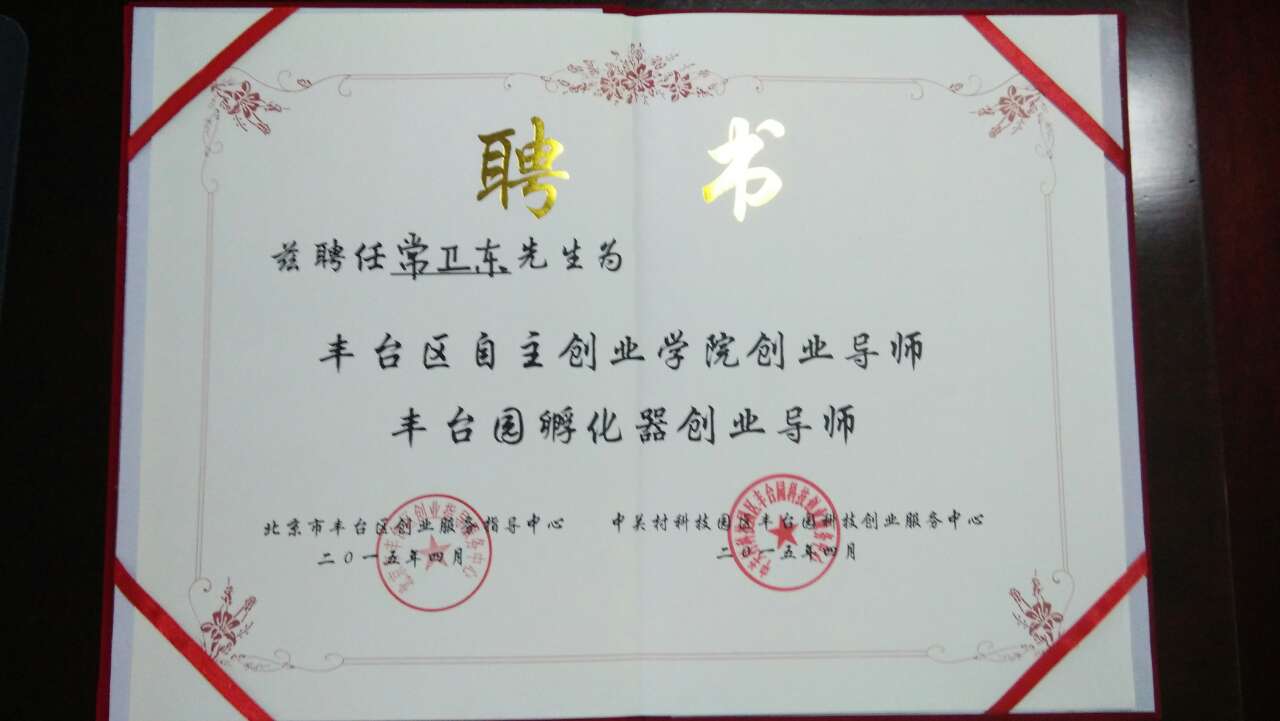 聘 书
兹聘任常卫东先生为
丰台区自主创业学院创业导师
丰台园孵化器创业导师
北京市丰台区创业服务指导中心
二〇一五年四月
中关村科技园区丰台园科技创业服务中心
二〇一五年四月